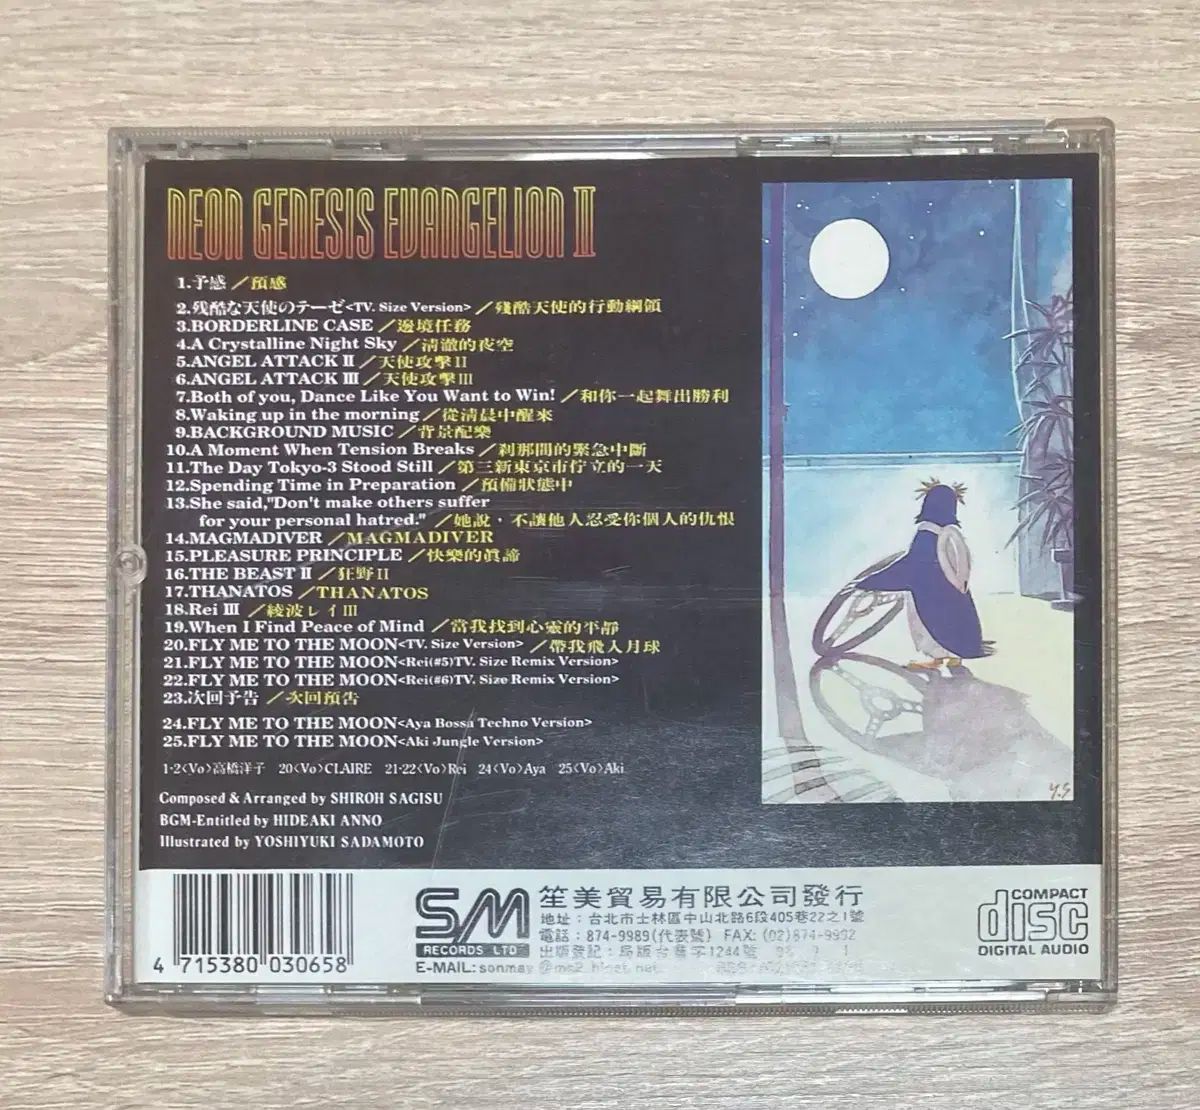 NEON GENESIS EVANGELION II
1.予感／預感
2.残酷な天使のテーゼ<TV. Size Version>／殘酷天使的行動綱領
3.BORDERLINE CASE／邊境任務
4.A Crystalline Night Sky／清澈的夜空
5.ANGEL ATTACK II／天使攻擊II
6.ANGEL ATTACK III／天使攻擊III
7.Both of you, Dance Like You Want to Win!／和你一起舞出勝利
8.Waking up in the morning／從清晨中醒來
9.BACKGROUND MUSIC／背景配樂
10.A Moment When Tension Breaks／剎那間的緊急中斷
11.The Day Tokyo-3 Stood Still／第三新東京市佇立的一天
12.Spending Time in Preparation／預備狀態中
13.She said,"Don't make others suffer
for your personal hatred."／她說，不讓他人忍受你個人的仇恨
14.MAGMADIVER／MAGMADIVER
15.PLEASURE PRINCIPLE／快樂的眞諦
16.THE BEAST II／狂野II
17.THANATOS／THANATOS
18.Rei III／綾波レイIII
19.When I Find Peace of Mind／當我找到心靈的平靜
20.FLY ME TO THE MOON<TV. Size Version>／帶我飛入月球
21.FLY ME TO THE MOON<Rei(#5)TV. Size Remix Version>
22.FLY ME TO THE MOON<Rei(#6)TV. Size Remix Version>
23.次回予告／次回預告
24.FLY ME TO THE MOON<Aya Bossa Techno Version>
25.FLY ME TO THE MOON<Aki Jungle Version>
1·2<Vo>高橋洋子 20<Vo>CLAIRE 21·22<Vo>Rei 24<Vo>Aya 25<Vo>Aki
Composed & Arranged by SHIROH SAGISU
BGM-Entitled by HIDEAKI ANNO
Illustrated by YOSHIYUKI SADAMOTO
Y.S
4 715380 030658
SM
RECORDS LTD
笙美貿易有限公司發行
地址：台北市士林區中山北路6段405巷22之1號
電話：874-9989(代表號) FAX:(02)874-9992
出版登記：局版台音字1244號
E-MAIL: sonmay@ms2.hinet.net
COMPACT
disc
DIGITAL AUDIO